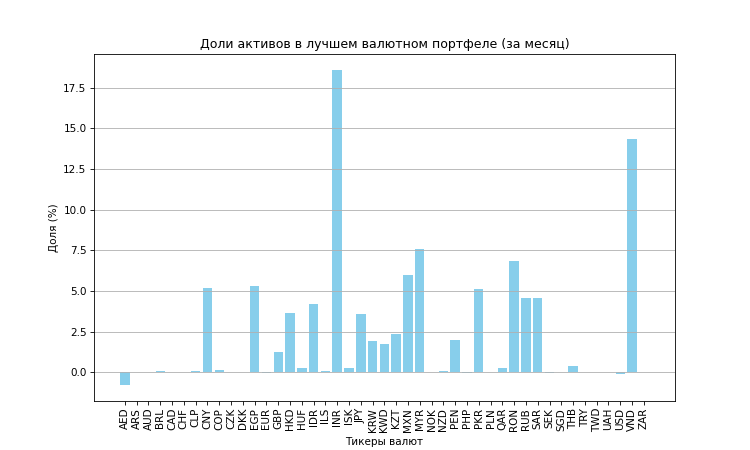 Доли активов в лучшем валютном портфеле (за месяц)
Доля (%)
17.5
15.0
12.5
10.0
7.5
5.0
2.5
0.0
AED
ARS
AUD
BRL
CAD
CHF
CLP
CNY
COP
CZK
DKK
EGP
EUR
GBP
HKD
HUF
IDR
ILS
INR
ISK
JPY
KRW
KWD
KZT
MXN
MYR
NOK
NZD
PEN
PHP
PKR
PLN
QAR
RON
RUB
SAR
SEK
SGD
THB
TRY
TWD
UAH
USD
VND
ZAR
Тикеры валют